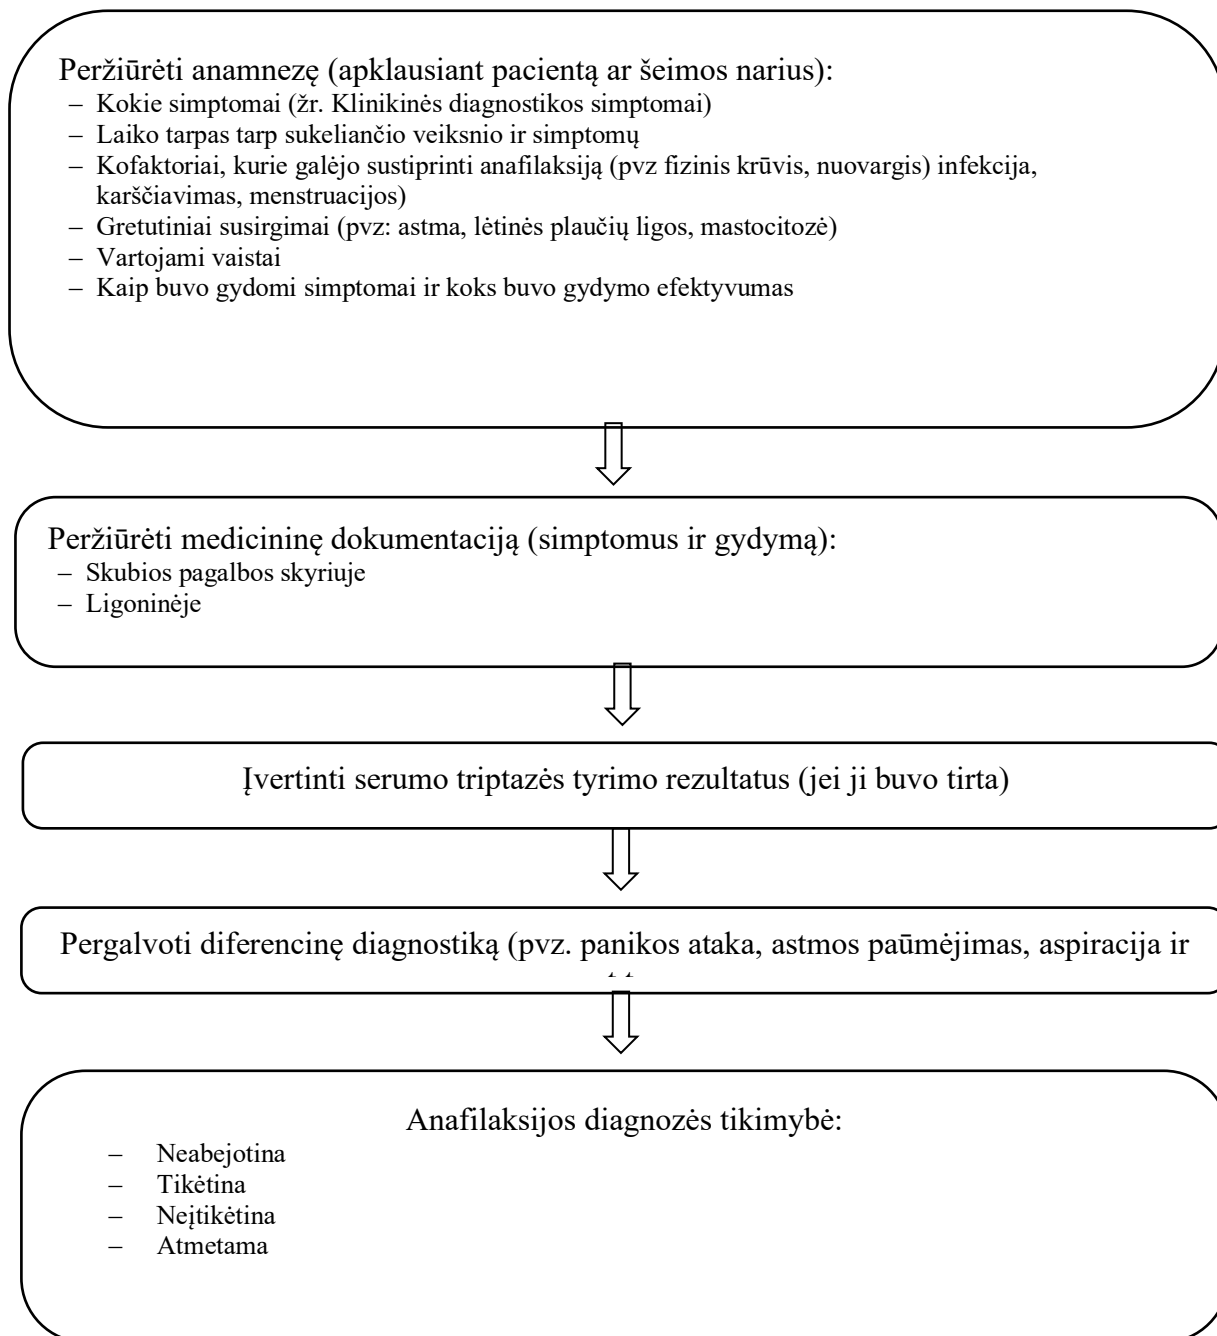 Peržiūrėti anamnezę (apklausiant pacientą ar šeimos narius):
– Kokie simptomai (žr. Klinikinės diagnostikos simptomai)
– Laiko tarpas tarp sukeliančio veiksnio ir simptomų
– Kofaktoriai, kurie galėjo sustiprinti anafilaksiją (pvz fizinis krūvis, nuovargis) infekcija,
karščiavimas, menstruacijos)
– Gretutiniai susirgimai (pvz: astma, lėtinės plaučių ligos, mastocitozė)
– Vartojami vaistai
– Kaip buvo gydomi simptomai ir koks buvo gydymo efektyvumas
Peržiūrėti medicininę dokumentaciją (simptomus ir gydymą):
– Skubios pagalbos skyriuje
– Ligoninėje
Įvertinti serumo triptazės tyrimo rezultatus (jei ji buvo tirta)
Pergalvoti diferencinę diagnostiką (pvz. panikos ataka, astmos paūmėjimas, aspiracija ir
Anafilaksijos diagnozės tikimybė:
– Neabejotina
– Tikėtina
– Neįtikėtina
– Atmetama